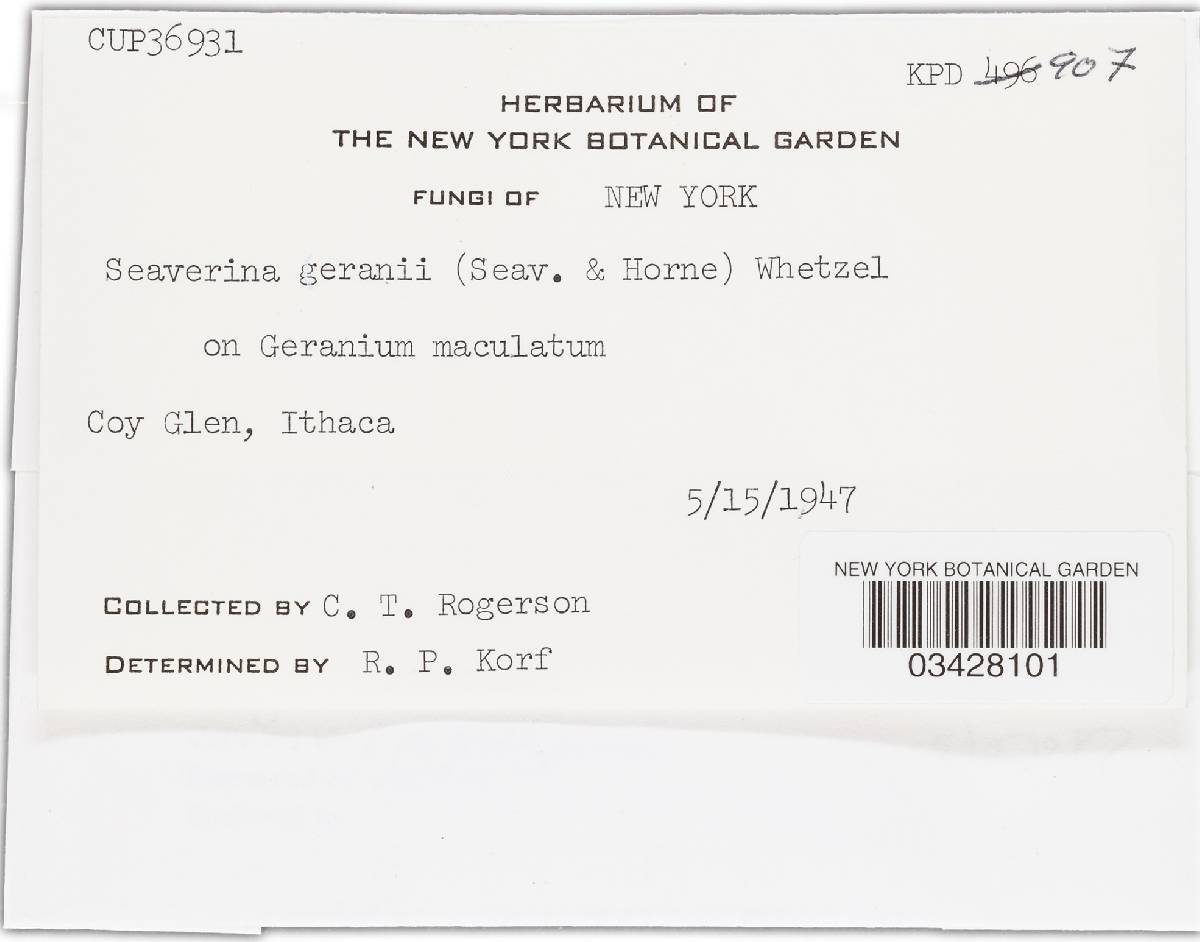 CUP36931
KPD 496 907
HERBARIUM OF
THE NEW YORK BOTANICAL GARDEN
FUNGI OF NEW YORK
Seaverina geranii (Seav. & Horne) Whetzel
on Geranium maculatum
Coy Glen, Ithaca
5/15/1947
COLLECTED BY C. T. Rogerson
DETERMINED BY R. P. Korf
NEW YORK BOTANICAL GARDEN
03428101